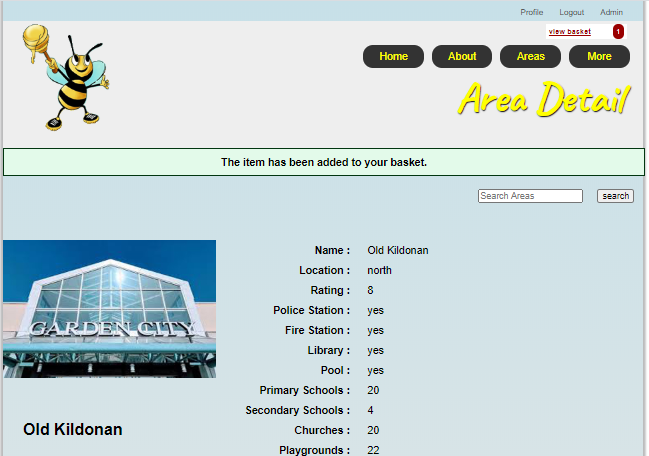 Profile Logout Admin
view basket 1
Home About Areas More
Area Detail
The item has been added to your basket.
Search Areas search
GARDEN CITY
Name : Old Kildonan
Location : north
Rating : 8
Police Station : yes
Fire Station : yes
Library : yes
Pool : yes
Primary Schools : 20
Secondary Schools : 4
Churches : 20
Playgrounds : 22
Old Kildonan